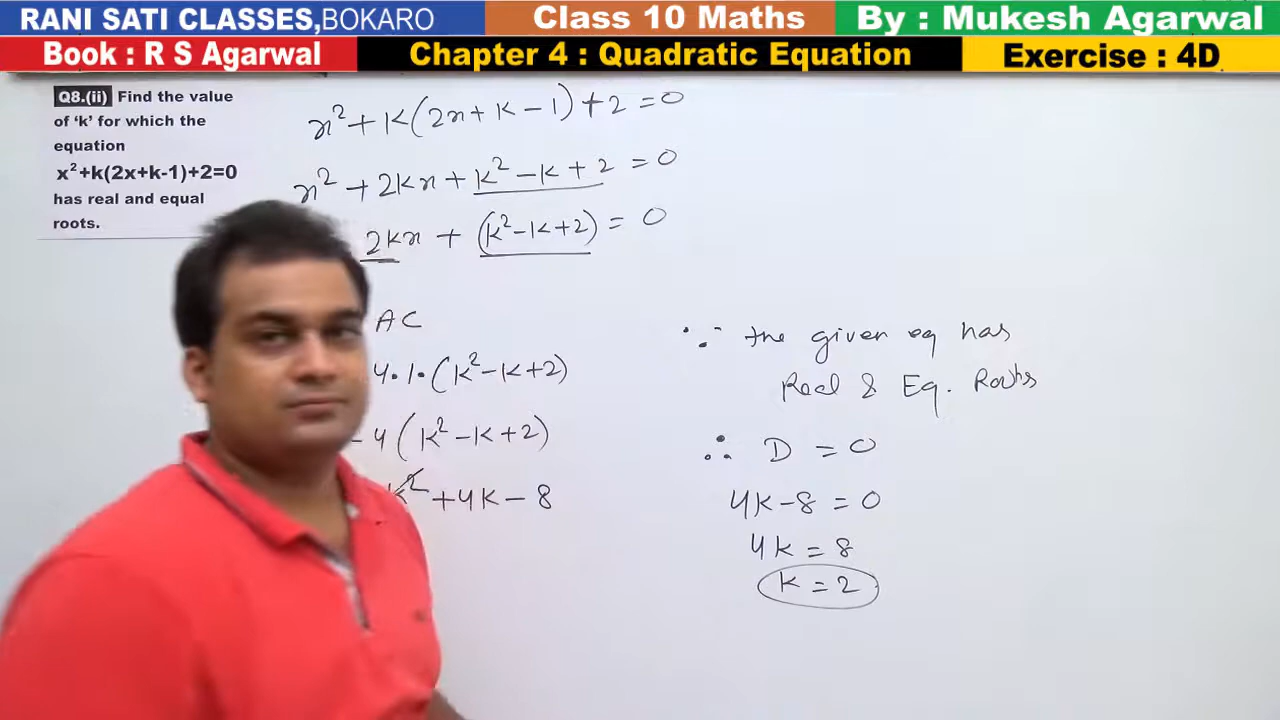 RANI SATI CLASSES,BOKARO
Class 10 Maths
By : Mukesh Agarwal
Book : R S Agarwal
Chapter 4 : Quadratic Equation
Exercise : 4D
Q8.(ii) Find the value
of ‘k’ for which the
equation
x²+k(2x+k-1)+2=0
has real and equal
roots.
x² + k(2x + k - 1) + 2 = 0
x² + 2kx + k² - k + 2 = 0
2kx + (k² - k + 2) = 0
AC
4·1·(k² - k + 2)
- 4(k² - k + 2)
k² + 4k - 8
∵ the given eq has
Real & Eq. Roots
∴ D = 0
4k - 8 = 0
4k = 8
k = 2